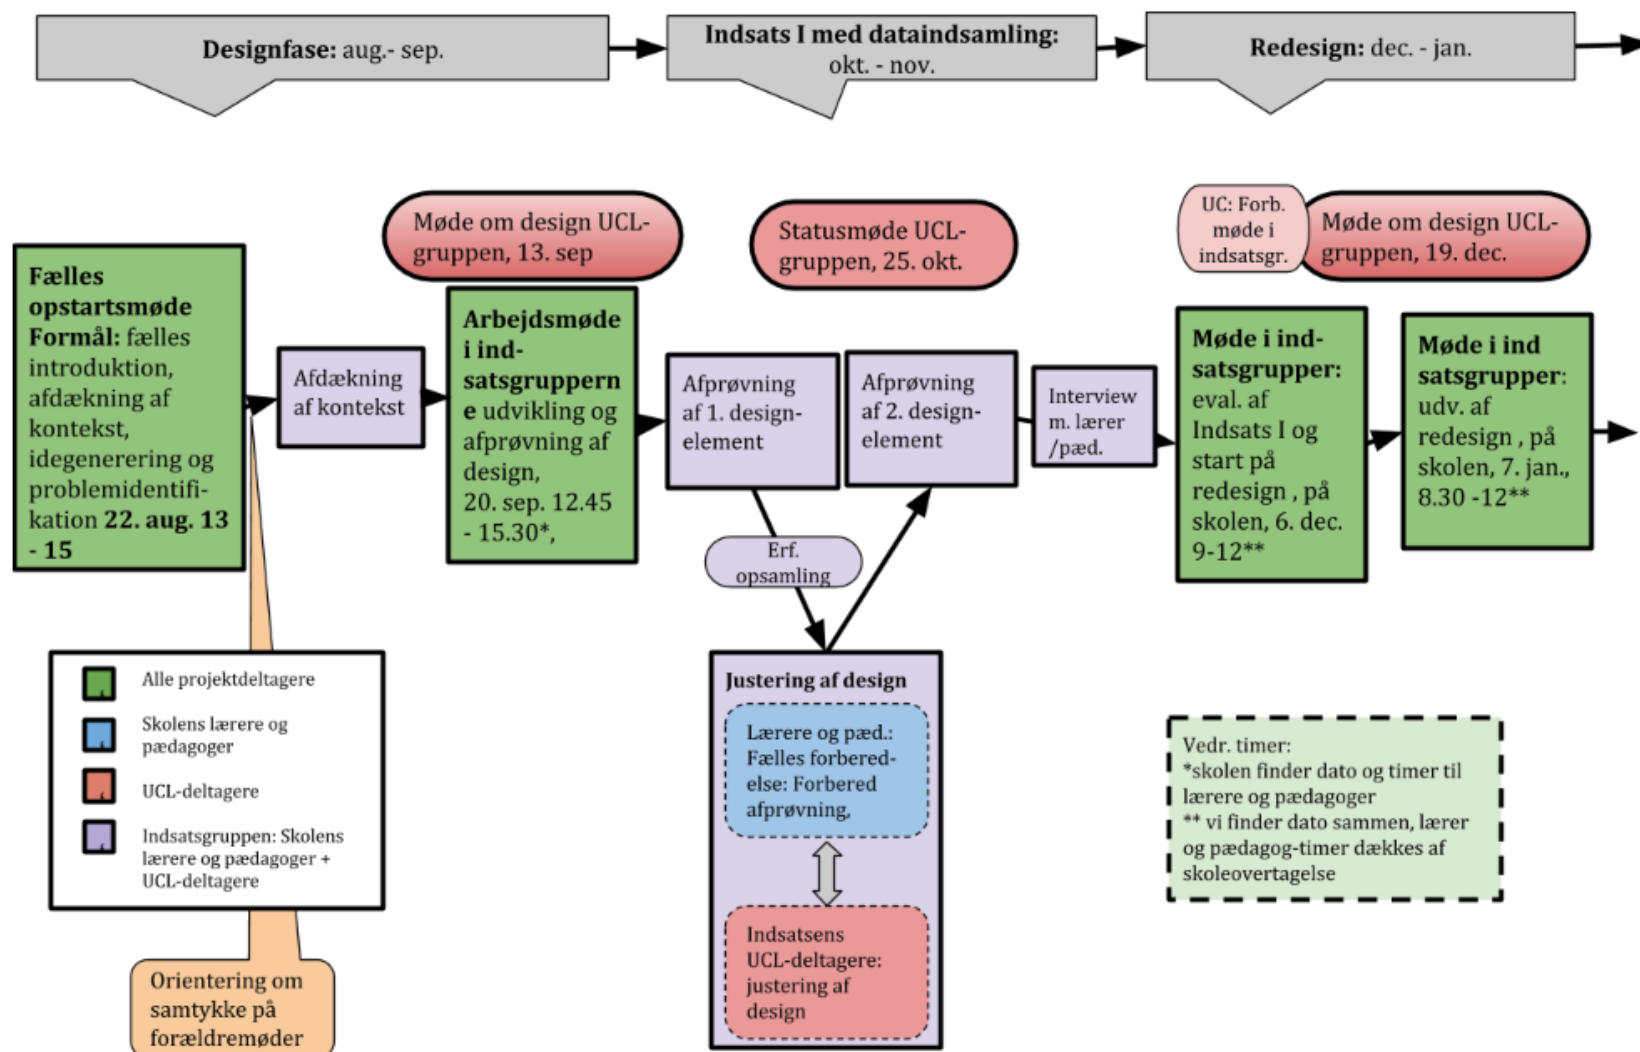 Designfase: aug.- sep.
Indsats I med dataindsamling:
okt. - nov.
Redesign: dec. - jan.
Møde om design UCL-
gruppen, 13. sep
Statusmøde UCL-
gruppen, 25. okt.
UC: Forb.
møde i
indsatsgr.
Møde om design UCL-
gruppen, 19. dec.
Fælles
opstartsmøde
Formål: fælles
introduktion,
afdækning af
kontekst,
idegenerering og
problemidentifi-
kation 22. aug. 13
- 15
Afdækning
af kontekst
Arbejdsmøde
i ind-
satsgruppern
e udvikling og
afprøvning af
design,
20. sep. 12.45
- 15.30*,
Afprøvning
af 1. design-
element
Afprøvning
af 2. design-
element
Interview
m. lærer
/pæd.
Møde i ind-
satsgrupper:
eval. af
Indsats I og
start på
redesign , på
skolen, 6. dec.
9-12**
Møde i ind
satsgrupper:
udv. af
redesign , på
skolen, 7. jan.,
8.30 -12**
Erf.
opsamling
Alle projektdeltagere
Skolens lærere og
pædagoger
UCL-deltagere
Indsatsgruppen: Skolens
lærere og pædagoger +
UCL-deltagere
Justering af design
Lærere og pæd.:
Fælles forbered-
else: Forbered
afprøvning,
Indsatsens
UCL-deltagere:
justering af
design
Vedr. timer:
*skolen finder dato og timer til
lærere og pædagoger
** vi finder dato sammen, lærer
og pædagog-timer dækkes af
skoleovertagelse
Orientering om
samtykke på
forældremøder